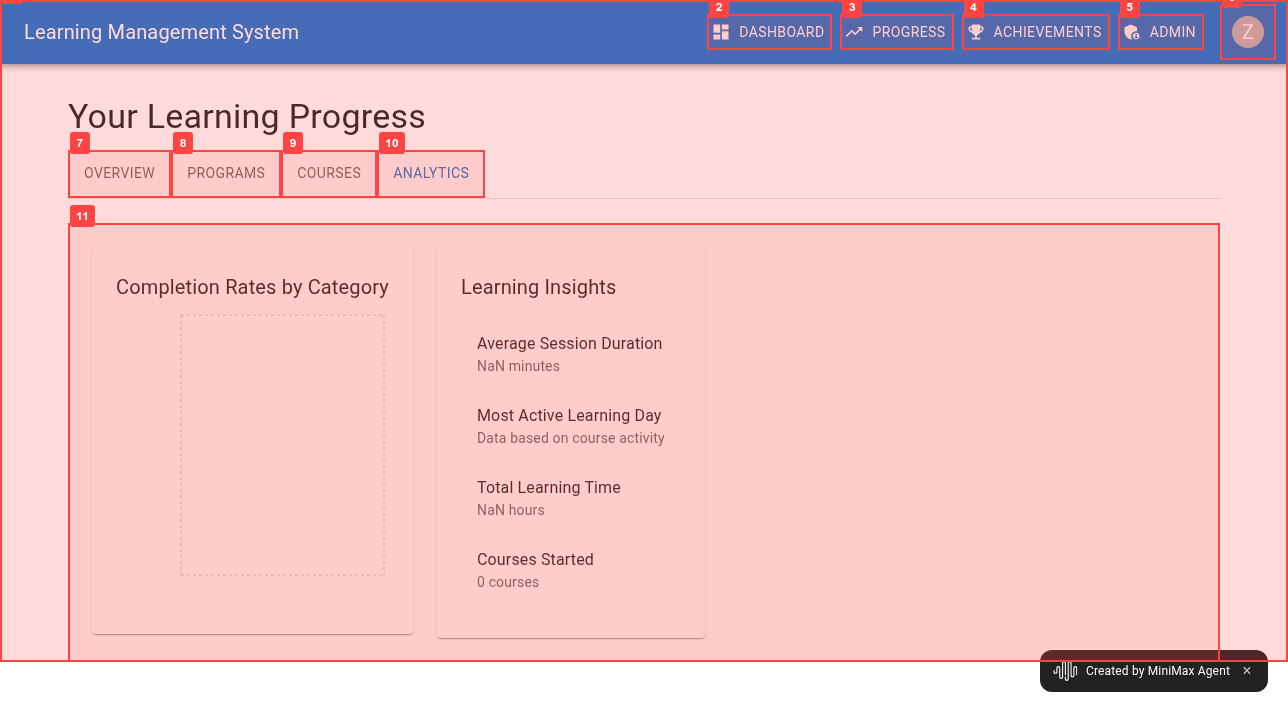 Learning Management System
2
DASHBOARD
3
PROGRESS
4
ACHIEVEMENTS
5
ADMIN
Z
Your Learning Progress
7
OVERVIEW
8
PROGRAMS
9
COURSES
10
ANALYTICS
11
Completion Rates by Category
Learning Insights
Average Session Duration
NaN minutes
Most Active Learning Day
Data based on course activity
Total Learning Time
NaN hours
Courses Started
0 courses
Created by MiniMax Agent ×